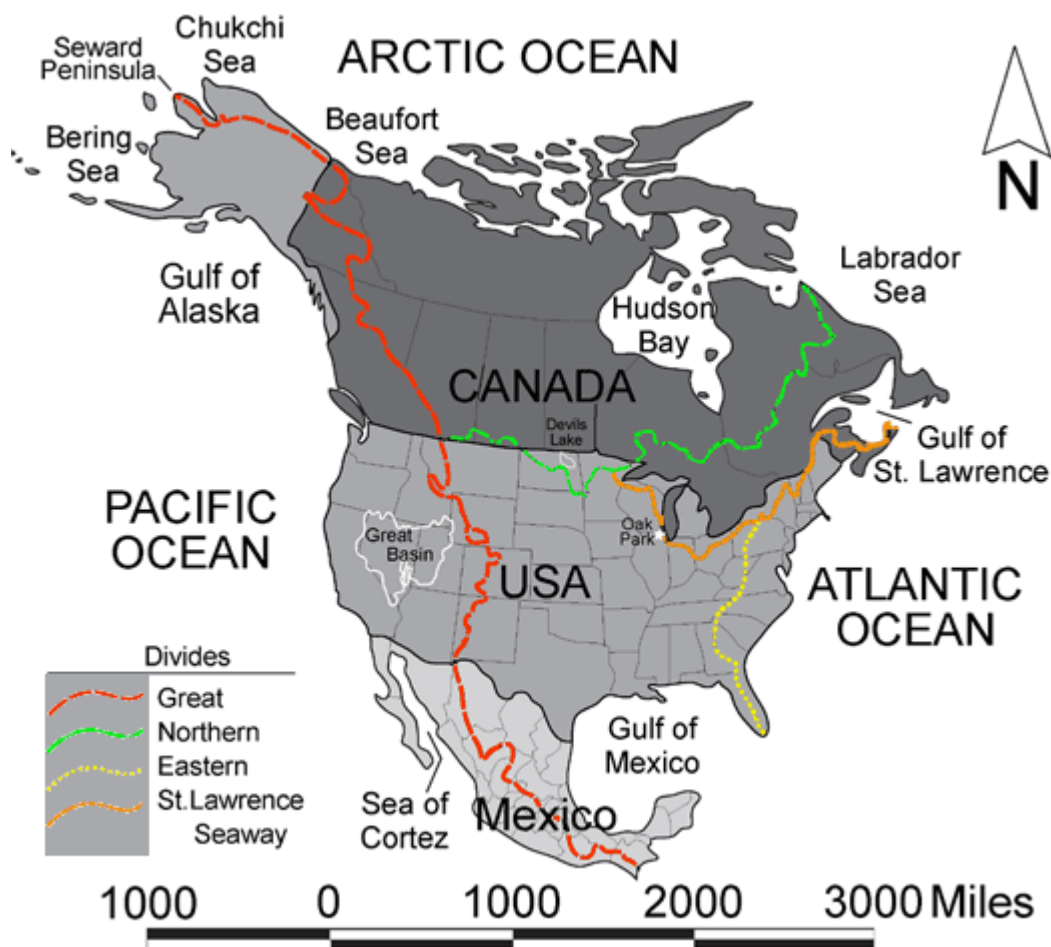 Chukchi
Sea
Seward
Peninsula
ARCTIC OCEAN
Bering
Sea
Beaufort
Sea
N
Gulf of
Alaska
Labrador
Sea
Hudson
Bay
CANADA
Devils
Lake
Gulf of
St. Lawrence
PACIFIC
OCEAN
Great
Basin
Oak
Park
USA
ATLANTIC
OCEAN
Divides
Great
Northern
Eastern
St.Lawrence
Seaway
Gulf of
Mexico
Sea of
Cortez
Mexico
1000 0 1000 2000 3000 Miles